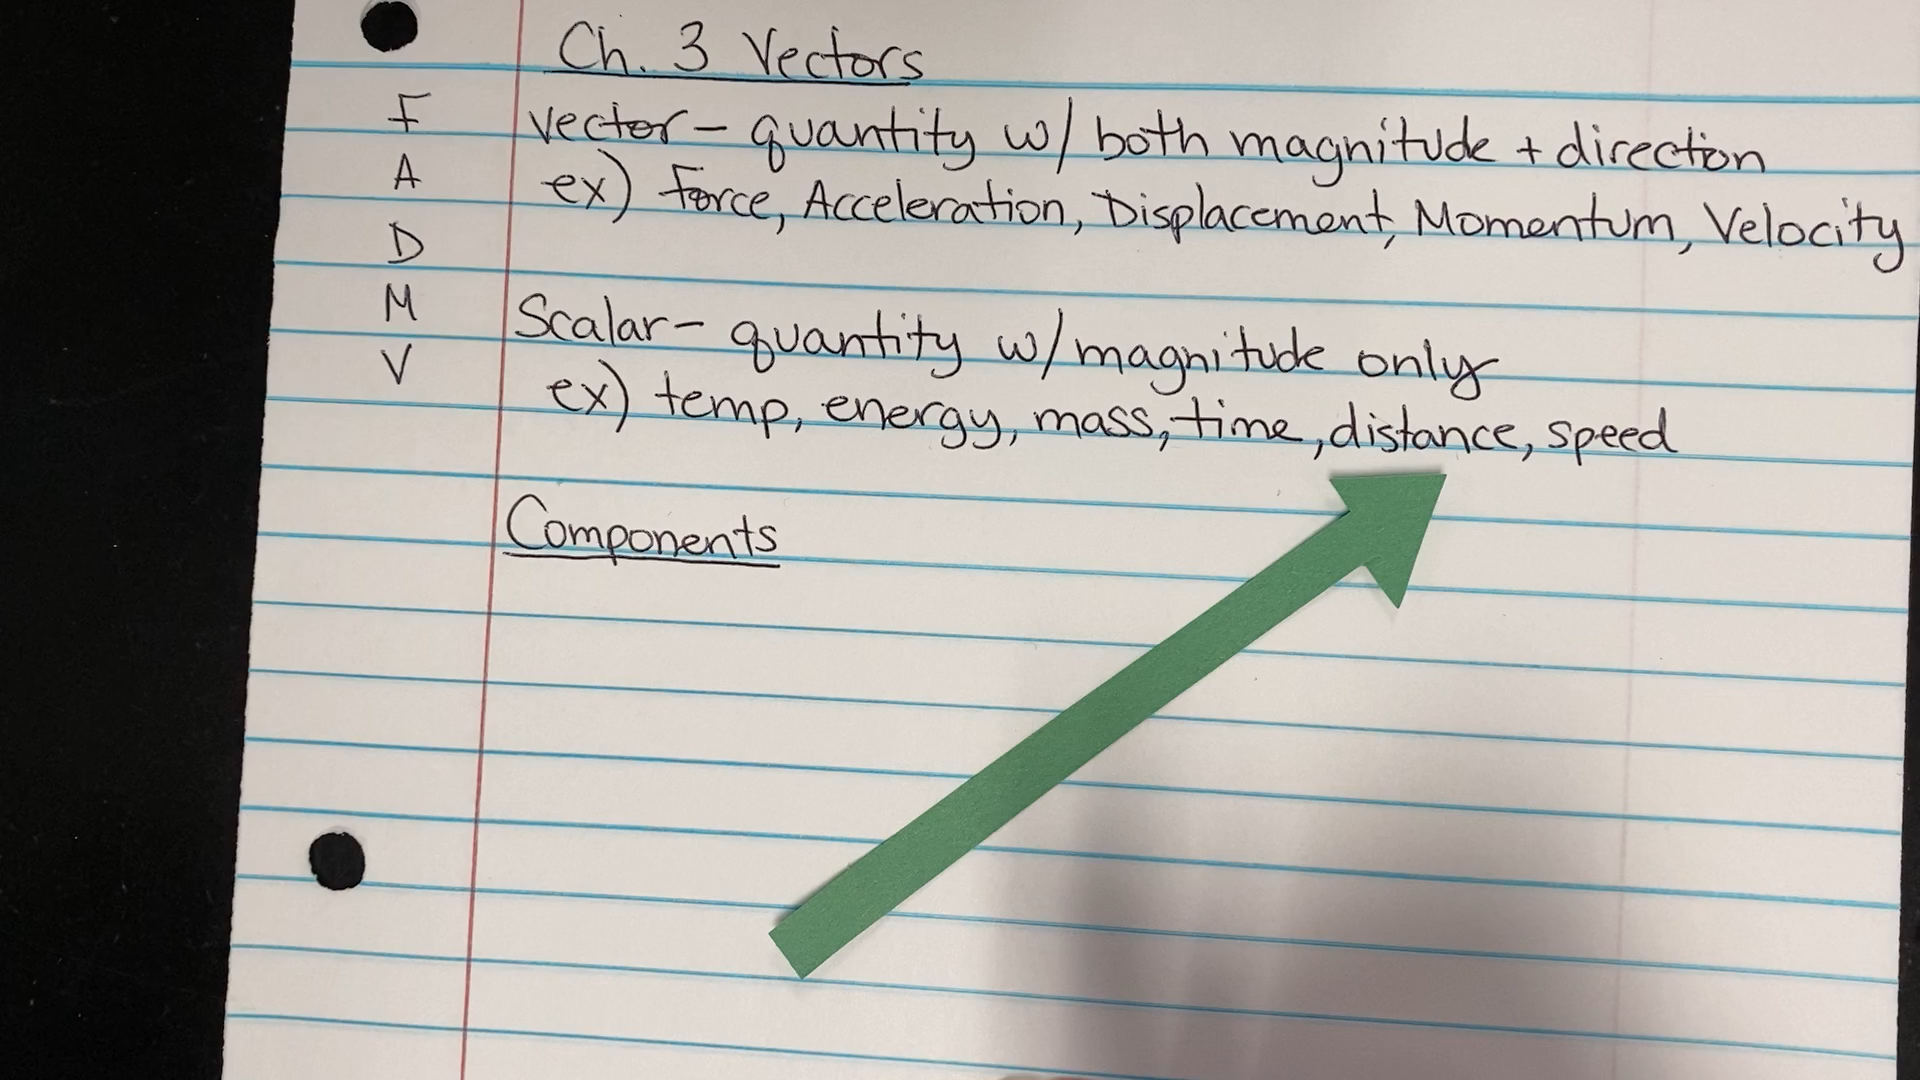 Ch. 3 Vectors
F
Vector - quantity w/ both magnitude + direction
A
ex) Force, Acceleration, Displacement, Momentum, Velocity
D
M
Scalar - quantity w/ magnitude only
V
ex) temp, energy, mass, time, distance, speed
Components